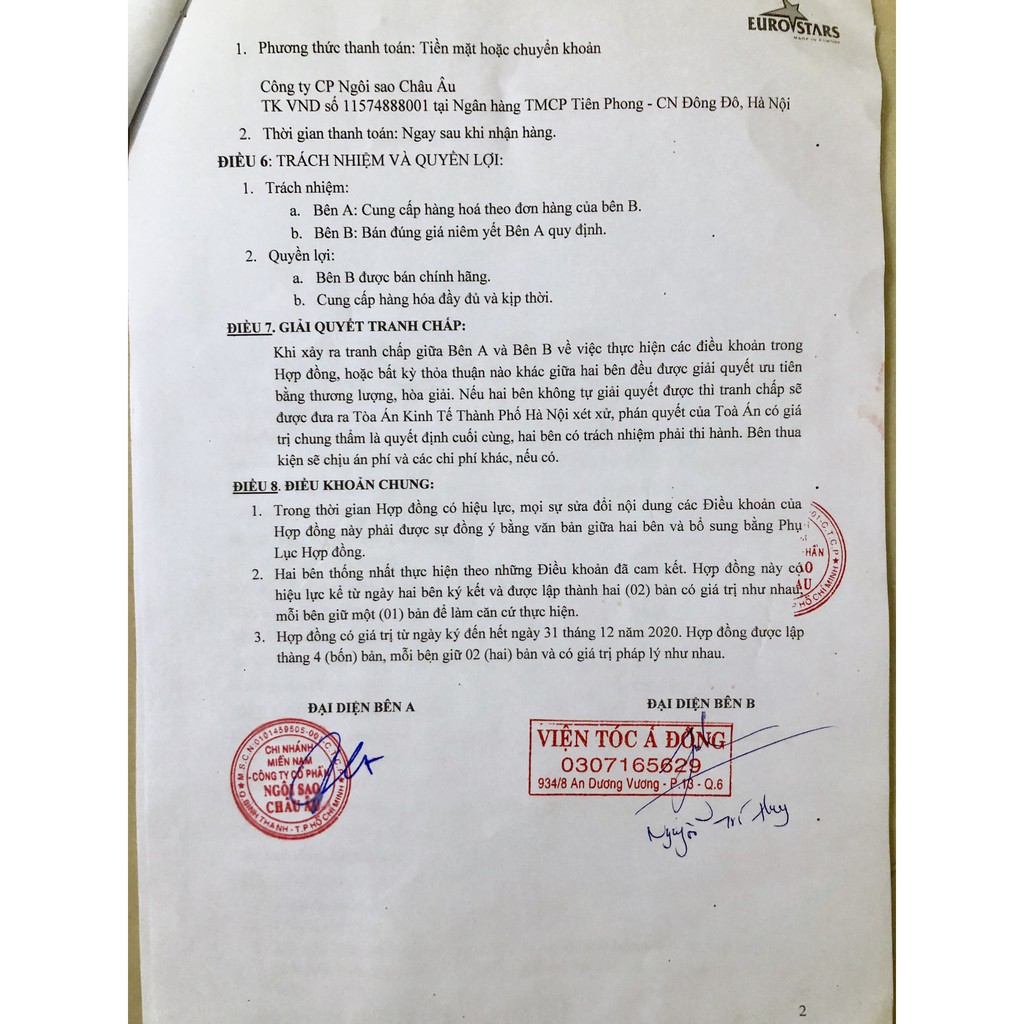 EUROSTARS
1. Phương thức thanh toán: Tiền mặt hoặc chuyển khoản
Công ty CP Ngôi sao Châu Âu
TK VND số 11574888001 tại Ngân hàng TMCP Tiên Phong - CN Đông Đô, Hà Nội
2. Thời gian thanh toán: Ngay sau khi nhận hàng.
ĐIỀU 6: TRÁCH NHIỆM VÀ QUYỀN LỢI:
1. Trách nhiệm:
a. Bên A: Cung cấp hàng hoá theo đơn hàng của bên B.
b. Bên B: Bán đúng giá niêm yết Bên A quy định.
2. Quyền lợi:
a. Bên B được bán chính hãng.
b. Cung cấp hàng hóa đầy đủ và kịp thời.
ĐIỀU 7. GIẢI QUYẾT TRANH CHẤP:
Khi xảy ra tranh chấp giữa Bên A và Bên B về việc thực hiện các điều khoản trong
Hợp đồng, hoặc bất kỳ thỏa thuận nào khác giữa hai bên đều được giải quyết ưu tiên
bằng thương lượng, hòa giải. Nếu hai bên không tự giải quyết được thì tranh chấp sẽ
được đưa ra Tòa Án Kinh Tế Thành Phố Hà Nội xét xử, phán quyết của Toà Án có giá
trị chung thẩm là quyết định cuối cùng, hai bên có trách nhiệm phải thi hành. Bên thua
kiện sẽ chịu án phí và các chi phí khác, nếu có.
ĐIỀU 8. ĐIỀU KHOẢN CHUNG:
1. Trong thời gian Hợp đồng có hiệu lực, mọi sự sửa đổi nội dung các Điều khoản của
Hợp đồng này phải được sự đồng ý bằng văn bản giữa hai bên và bổ sung bằng Phụ
Lục Hợp đồng.
2. Hai bên thống nhất thực hiện theo những Điều khoản đã cam kết. Hợp đồng này có
hiệu lực kể từ ngày hai bên ký kết và được lập thành hai (02) bản có giá trị như nhau,
mỗi bên giữ một (01) bản để làm căn cứ thực hiện.
3. Hợp đồng có giá trị từ ngày ký đến hết ngày 31 tháng 12 năm 2020. Hợp đồng được lập
thàng 4 (bốn) bản, mỗi bện giữ 02 (hai) bản và có giá trị pháp lý như nhau.
ĐẠI DIỆN BÊN A
ĐẠI DIỆN BÊN B
M.S.C.N:0101459505-001-C.T.C.P
CHI NHÁNH
MIỀN NAM
CÔNG TY CỔ PHẦN
NGÔI SAO
CHÂU ÂU
Q.BÌNH THẠNH - T.P HỒ CHÍ MINH
VIỆN TÓC Á ĐÔNG
0307165629
934/8 An Dương Vương - P.13 - Q.6
Nguyễn Trí Huy
2